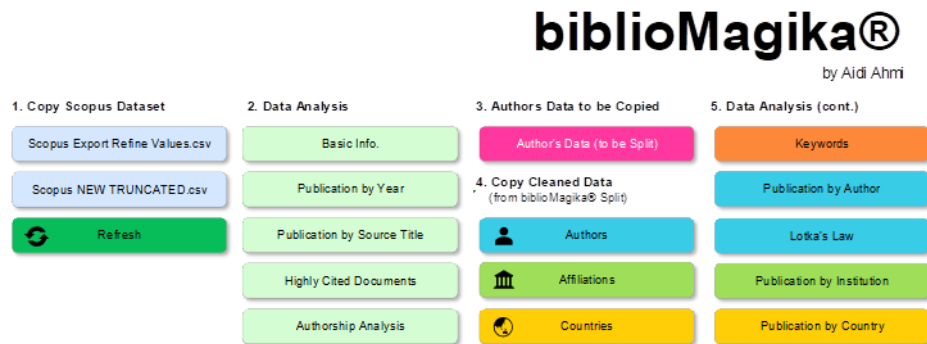 biblioMagika®
by Aidi Ahmi
1. Copy Scopus Dataset
Scopus Export Refine Values.csv
Scopus NEW TRUNCATED.csv
Refresh
2. Data Analysis
Basic Info.
Publication by Year
Publication by Source Title
Highly Cited Documents
Authorship Analysis
3. Authors Data to be Copied
Author's Data (to be Split)
4. Copy Cleaned Data
(from biblioMagika® Split)
Authors
Affiliations
Countries
5. Data Analysis (cont.)
Keywords
Publication by Author
Lotka's Law
Publication by Institution
Publication by Country